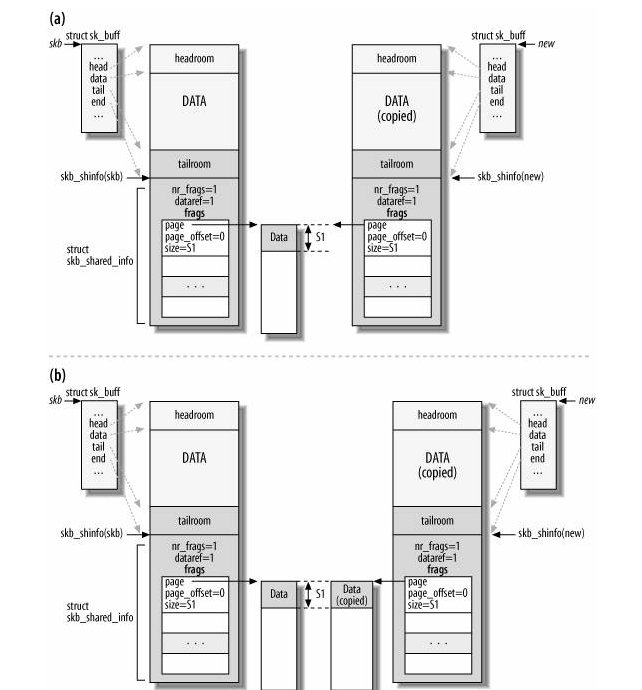 (a)
struct sk_buff
skb
...
head
data
tail
end
...
headroom
DATA
tailroom
skb_shinfo(skb)
nr_frags=1
dataref=1
frags
page
page_offset=0
size=S1
. . .
struct
skb_shared_info
Data
S1
struct sk_buff
new
...
head
data
tail
end
...
headroom
DATA
(copied)
tailroom
skb_shinfo(new)
nr_frags=1
dataref=1
frags
page
page_offset=0
size=S1
. . .
(b)
struct sk_buff
skb
...
head
data
tail
end
...
headroom
DATA
tailroom
skb_shinfo(skb)
nr_frags=1
dataref=1
frags
page
page_offset=0
size=S1
. . .
struct
skb_shared_info
Data
S1
Data
(copied)
struct sk_buff
new
...
head
data
tail
end
...
headroom
DATA
(copied)
tailroom
skb_shinfo(new)
nr_frags=1
dataref=1
frags
page
page_offset=0
size=S1
. . .